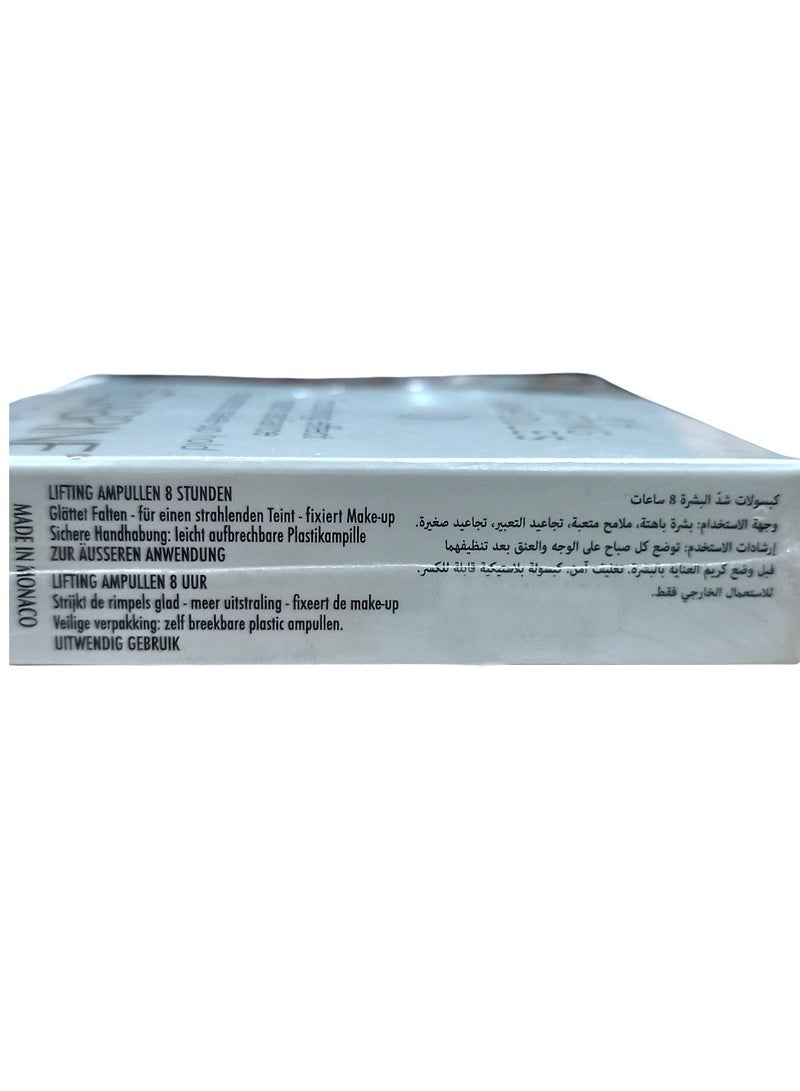 MADE IN MONACO
LIFTING AMPULLEN 8 STUNDEN
Glättet Falten - für einen strahlenden Teint - fixiert Make-up
Sichere Handhabung: leicht aufbrechbare Plastikampille
ZUR ÄUSSEREN ANWENDUNG
LIFTING AMPULLEN 8 UUR
Strijkt de rimpels glad - meer uitstraling - fixeert de make-up
Veilige verpakking: zelf breekbare plastic ampullen.
UITWENDIG GEBRUIK
كبسولات شدّ البشرة 8 ساعات
وجهة الاستخدام: بشرة باهتة، ملامح متعبة، تجاعيد التعبير، تجاعيد صغيرة.
إرشادات الاستخدم: توضع كل صباح على الوجه والعنق بعد تنظيفهما
قبل وضع كريم العناية بالبشرة. تغليف آمن. كبسولة بلاستيكية قابلة للكسر.
للاستعمال الخارجي فقط.